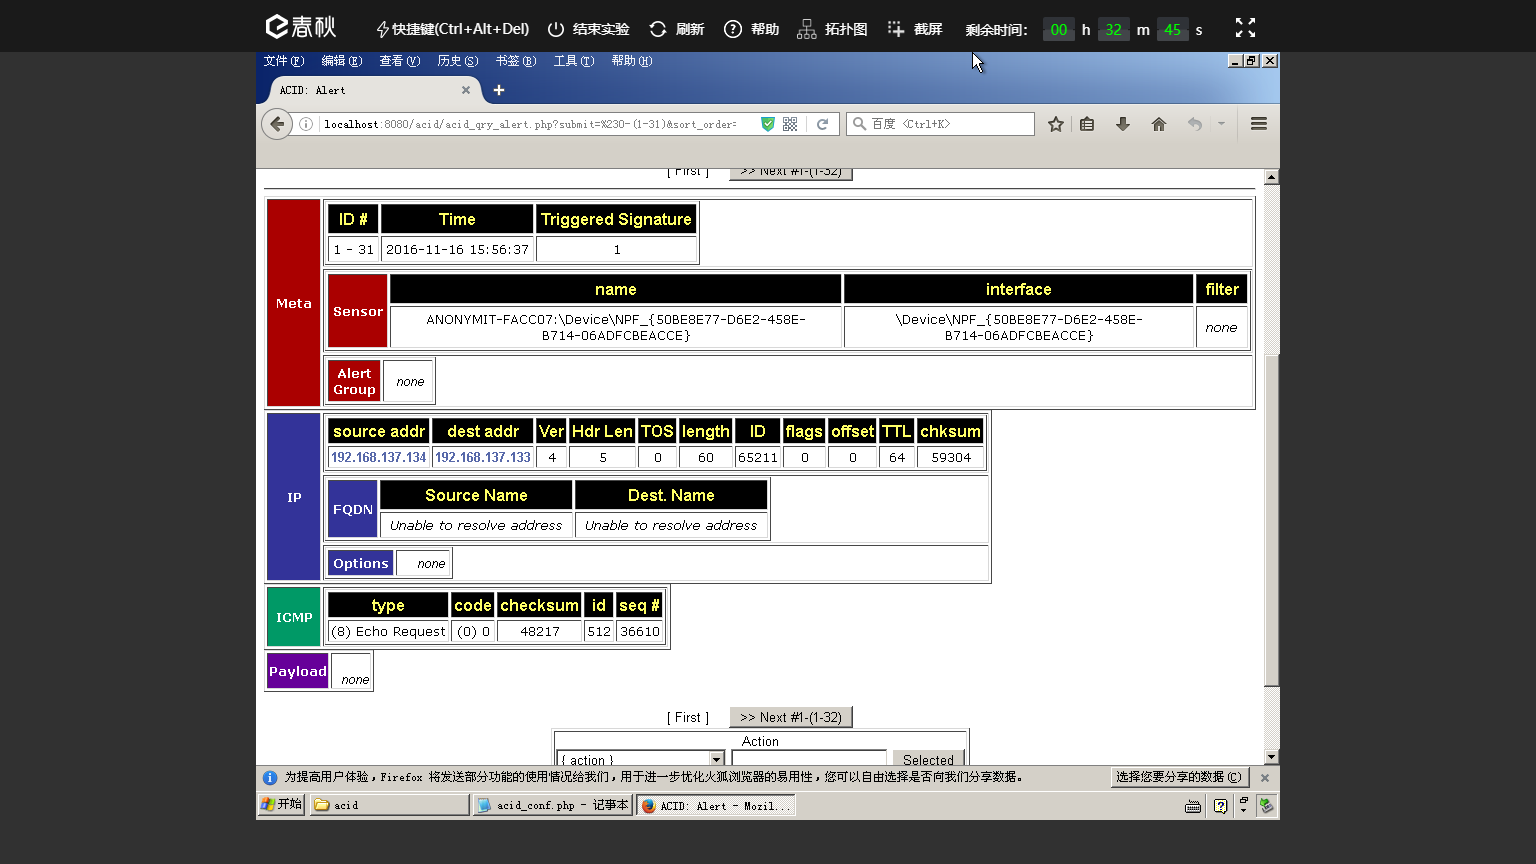 春秋 快捷键(Ctrl+Alt+Del) 结束实验 刷新 帮助 拓扑图 截屏 剩余时间: 00 h 32 m 45 s
文件(F) 编辑(E) 查看(V) 历史(S) 书签(B) 工具(T) 帮助(H)
ACID: Alert
localhost:8080/acid/acid_qry_alert.php?submit=%230-(1-31)&sort_order= 百度 <Ctrl+K>
[ First ] >> Next #1-(1-32)
Meta
ID # Time Triggered Signature
1 - 31 2016-11-16 15:56:37 1
Sensor
name interface filter
ANONYMIT-FACC07:\Device\NPF_{50BE8E77-D6E2-458E-
B714-06ADFCBEACCE}
\Device\NPF_{50BE8E77-D6E2-458E-
B714-06ADFCBEACCE}
none
Alert
Group
none
IP
source addr dest addr Ver Hdr Len TOS length ID flags offset TTL chksum
192.168.137.134 192.168.137.133 4 5 0 60 65211 0 0 64 59304
FQDN
Source Name Dest. Name
Unable to resolve address Unable to resolve address
Options none
ICMP
type code checksum id seq #
(8) Echo Request (0) 0 48217 512 36610
Payload none
[ First ] >> Next #1-(1-32)
Action
{ action } Selected
为提高用户体验，Firefox 将发送部分功能的使用情况给我们，用于进一步优化火狐浏览器的易用性，您可以自由选择是否向我们分享数据。 选择您要分享的数据(C)
开始 acid acid_conf.php - 记事本 ACID: Alert - Mozil...